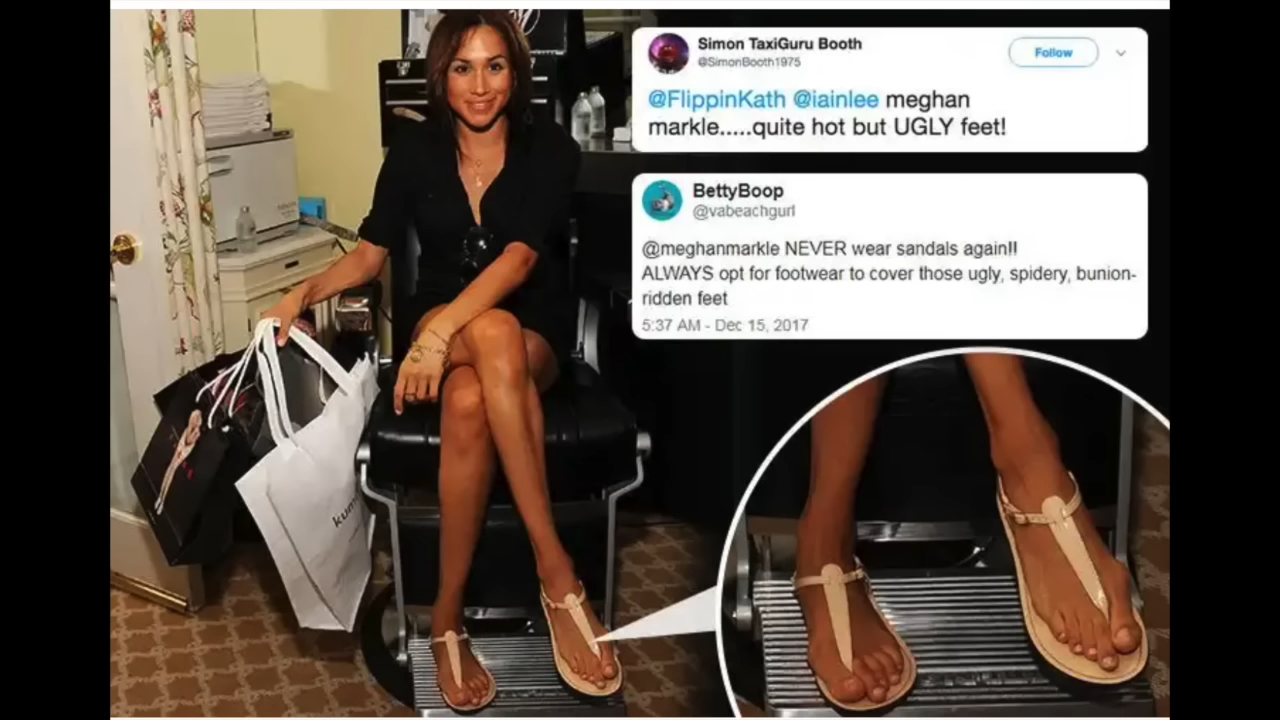 Simon TaxiGuru Booth
@SimonBooth1975
Follow
@FlippinKath @iainlee meghan
markle.....quite hot but UGLY feet!
BettyBoop
@vabeachgurl
@meghanmarkle NEVER wear sandals again!!
ALWAYS opt for footwear to cover those ugly, spidery, bunion-
ridden feet
5:37 AM - Dec 15, 2017